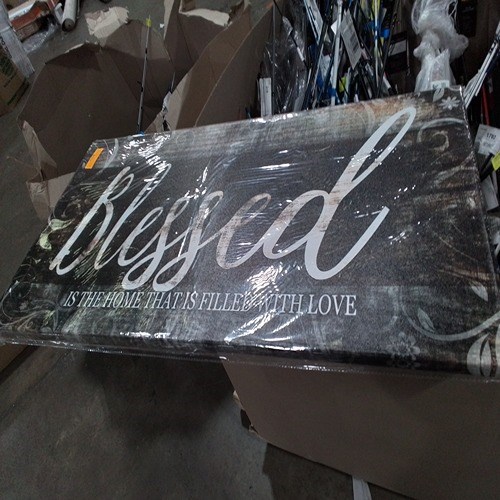 Blessed
IS THE HOME THAT IS FILLED WITH LOVE